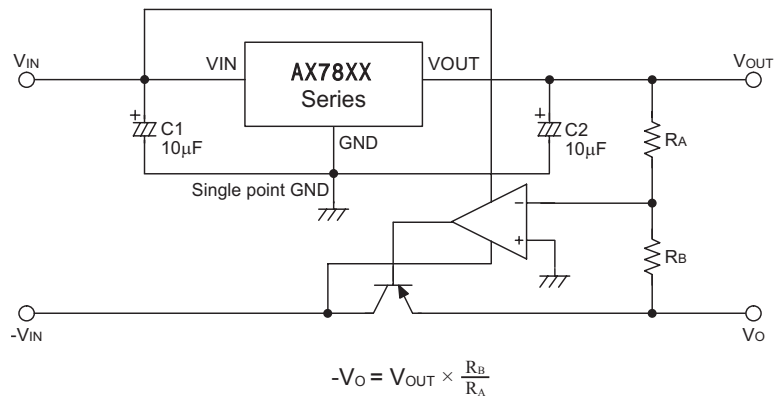 VIN
VIN
AX78XX
Series
VOUT
VOUT
+
C1
10μF
GND
+
C2
10μF
RA
Single point GND
−
+
RB
-VIN
VO
-VO = VOUT × RB/RA